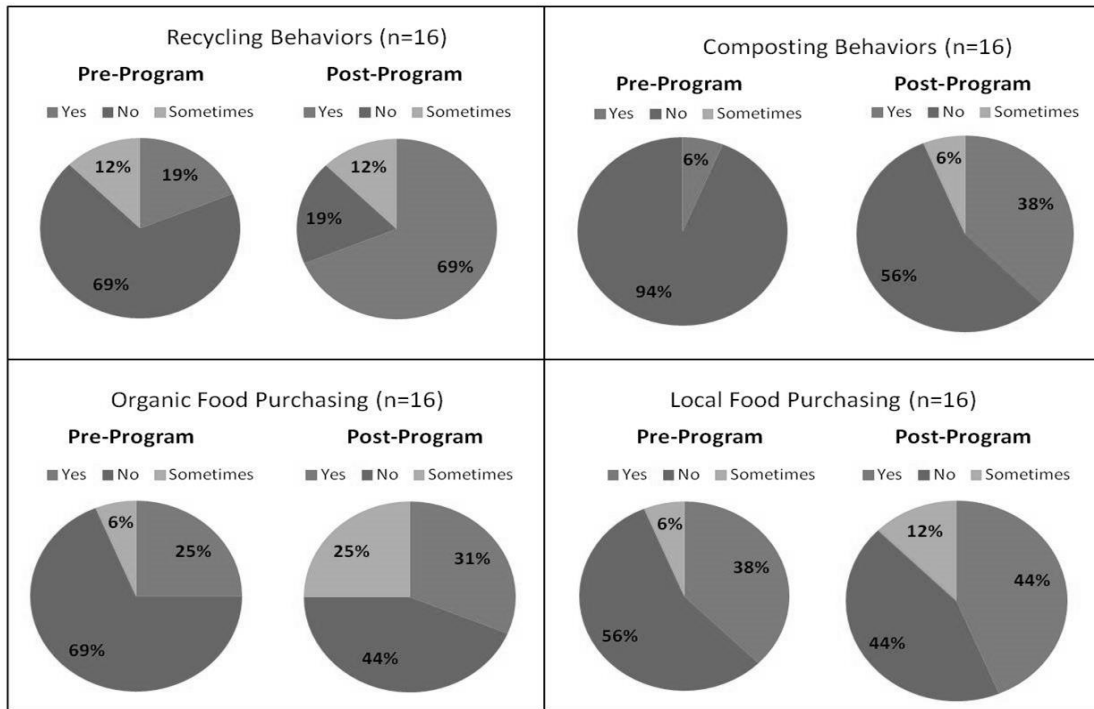 Recycling Behaviors (n=16)
Pre-Program
Post-Program
Yes No Sometimes
Yes No Sometimes
12%
19%
69%
12%
19%
69%
Composting Behaviors (n=16)
Pre-Program
Post-Program
Yes No Sometimes
Yes No Sometimes
6%
94%
6%
38%
56%
Organic Food Purchasing (n=16)
Pre-Program
Post-Program
Yes No Sometimes
Yes No Sometimes
6%
25%
69%
25%
31%
44%
Local Food Purchasing (n=16)
Pre-Program
Post-Program
Yes No Sometimes
Yes No Sometimes
6%
38%
56%
12%
44%
44%